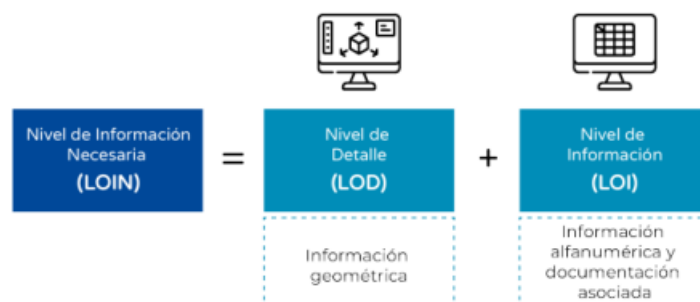 Nivel de Información
Necesaria
(LOIN)
=
Nivel de
Detalle
(LOD)
+
Nivel de
Información
(LOI)
Información
geométrica
Información
alfanumérica y
documentación
asociada